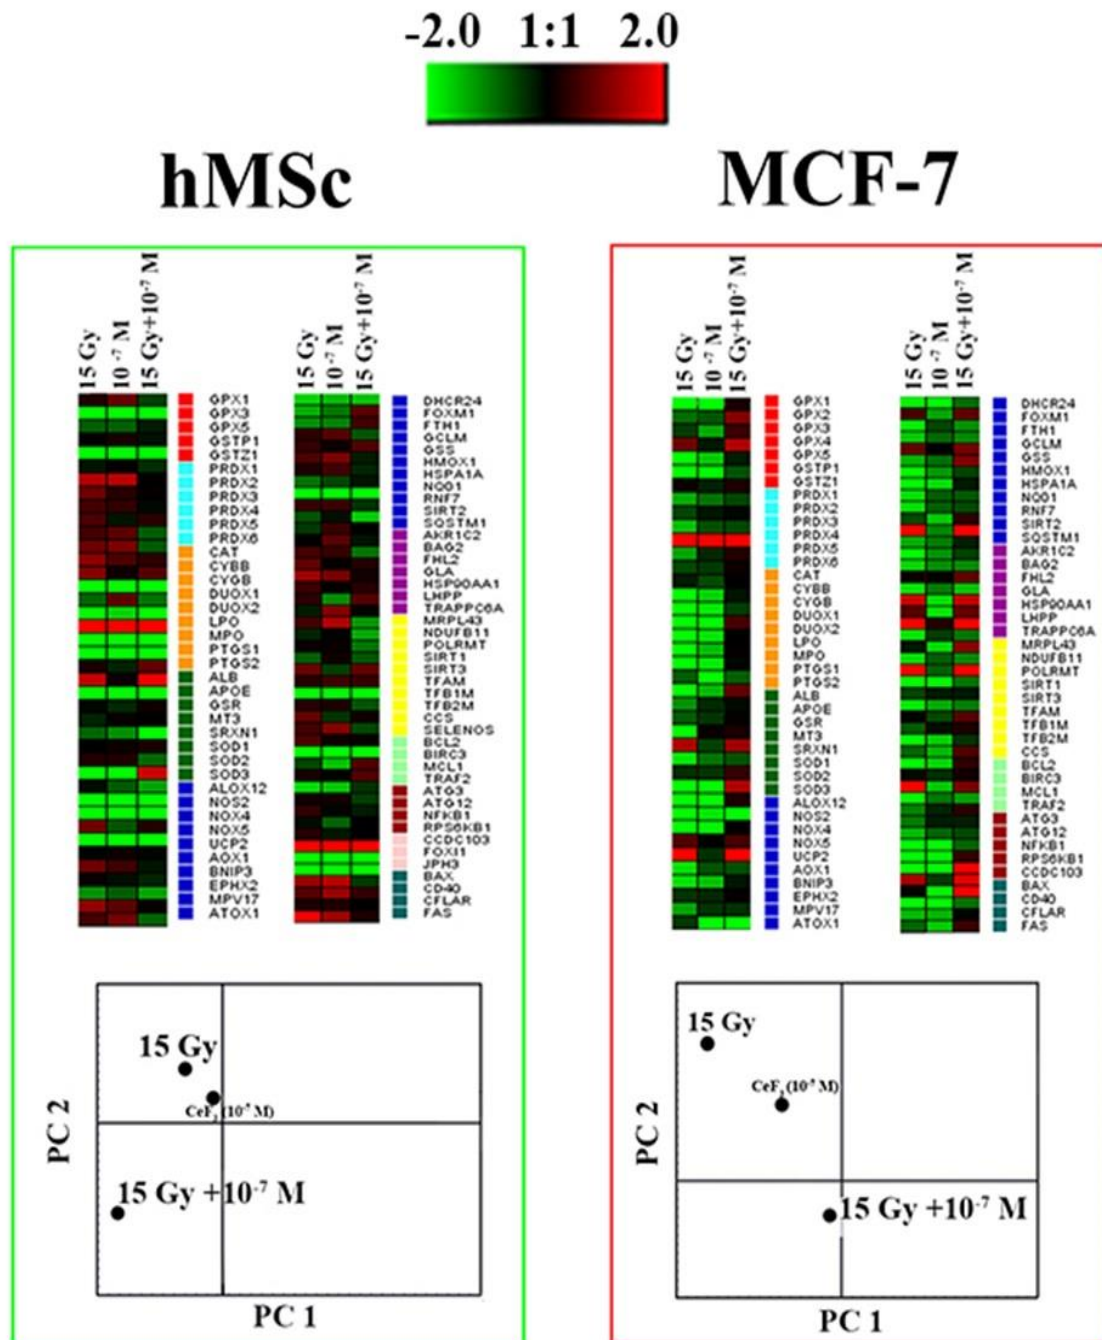 -2.0 1:1 2.0
hMSc
MCF-7
15 Gy
10⁻⁷ M
15 Gy+10⁻⁷ M
15 Gy
10⁻⁷ M
15 Gy+10⁻⁷ M
15 Gy
10⁻⁷ M
15 Gy+10⁻⁷ M
15 Gy
10⁻⁷ M
15 Gy+10⁻⁷ M
GPX1
GPX3
GPX5
GSTP1
GSTZ1
PRDX1
PRDX2
PRDX3
PRDX4
PRDX5
PRDX6
CAT
CYBB
CYGB
DUOX1
DUOX2
LPO
MPO
PTGS1
PTGS2
ALB
APOE
GSR
MT3
SRXN1
SOD1
SOD2
SOD3
ALOX12
NOS2
NOX4
NOX5
UCP2
AOX1
BNIP3
EPHX2
MPV17
ATOX1
DHCR24
FOXM1
FTH1
GCLM
GSS
HMOX1
HSPA1A
NQO1
RNF7
SIRT2
SQSTM1
AKR1C2
BAG2
FHL2
GLA
HSP90AA1
LHPP
TRAPPC6A
MRPL43
NDUFB11
POLRMT
SIRT1
SIRT3
TFAM
TFB1M
TFB2M
CCS
SELENOS
BCL2
BIRC3
MCL1
TRAF2
ATG3
ATG12
NFKB1
RPS6KB1
CCDC103
FOXI1
JPH3
BAX
CD40
CFLAR
FAS
GPX1
GPX2
GPX3
GPX4
GPX5
GSTP1
GSTZ1
PRDX1
PRDX2
PRDX3
PRDX4
PRDX5
PRDX6
CAT
CYBB
CYGB
DUOX1
DUOX2
LPO
MPO
PTGS1
PTGS2
ALB
APOE
GSR
MT3
SRXN1
SOD1
SOD2
SOD3
ALOX12
NOS2
NOX4
NOX5
UCP2
AOX1
BNIP3
EPHX2
MPV17
ATOX1
DHCR24
FOXM1
FTH1
GCLM
GSS
HMOX1
HSPA1A
NQO1
RNF7
SIRT2
SQSTM1
AKR1C2
BAG2
FHL2
GLA
HSP90AA1
LHPP
TRAPPC6A
MRPL43
NDUFB11
POLRMT
SIRT1
SIRT3
TFAM
TFB1M
TFB2M
CCS
BCL2
BIRC3
MCL1
TRAF2
ATG3
ATG12
NFKB1
RPS6KB1
CCDC103
BAX
CD40
CFLAR
FAS
PC 2
15 Gy
15 Gy +10⁻⁷ M
PC 1
PC 2
15 Gy
15 Gy +10⁻⁷ M
PC 1